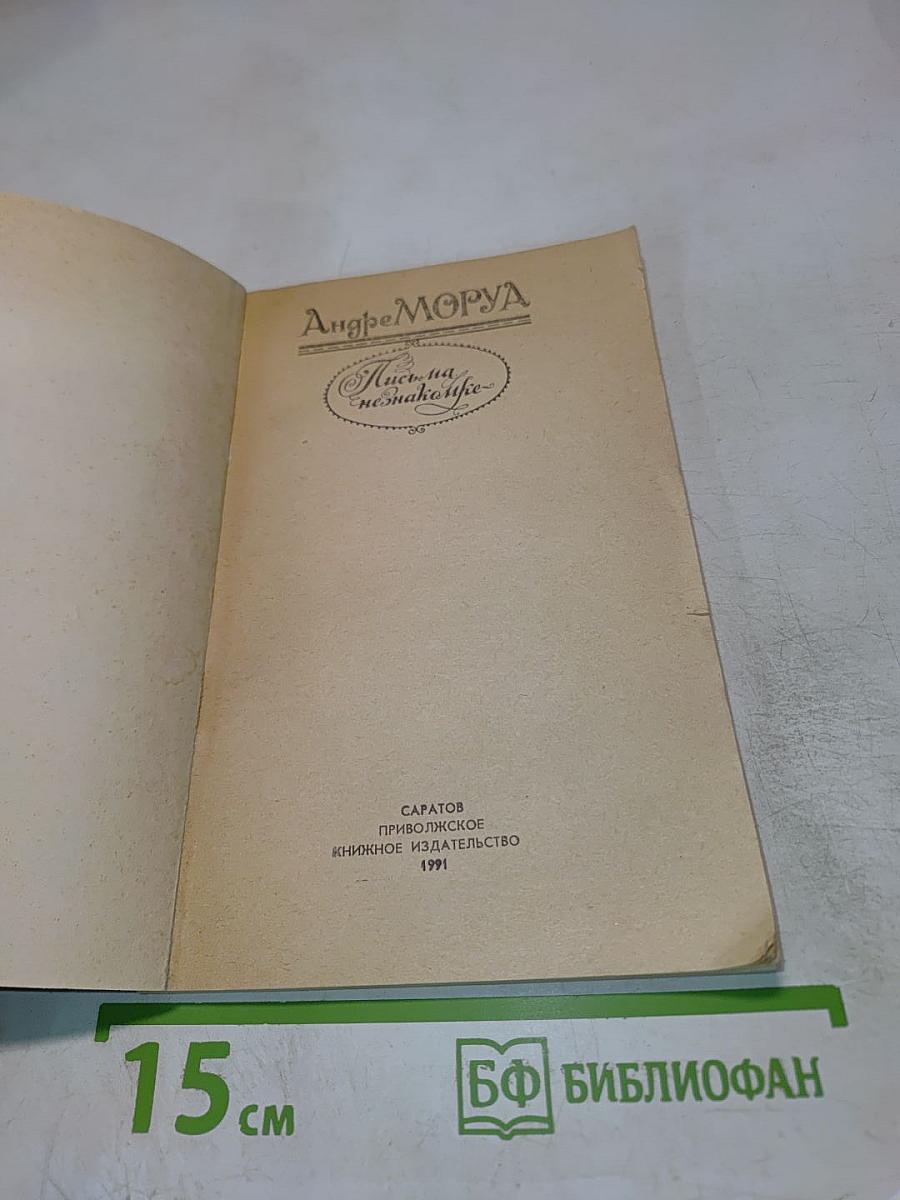 Андре МОРУА
Письма
незнакомке
САРАТОВ
ПРИВОЛЖСКОЕ
КНИЖНОЕ ИЗДАТЕЛЬСТВО
1991
15 см
БФ БИБЛИОФАН